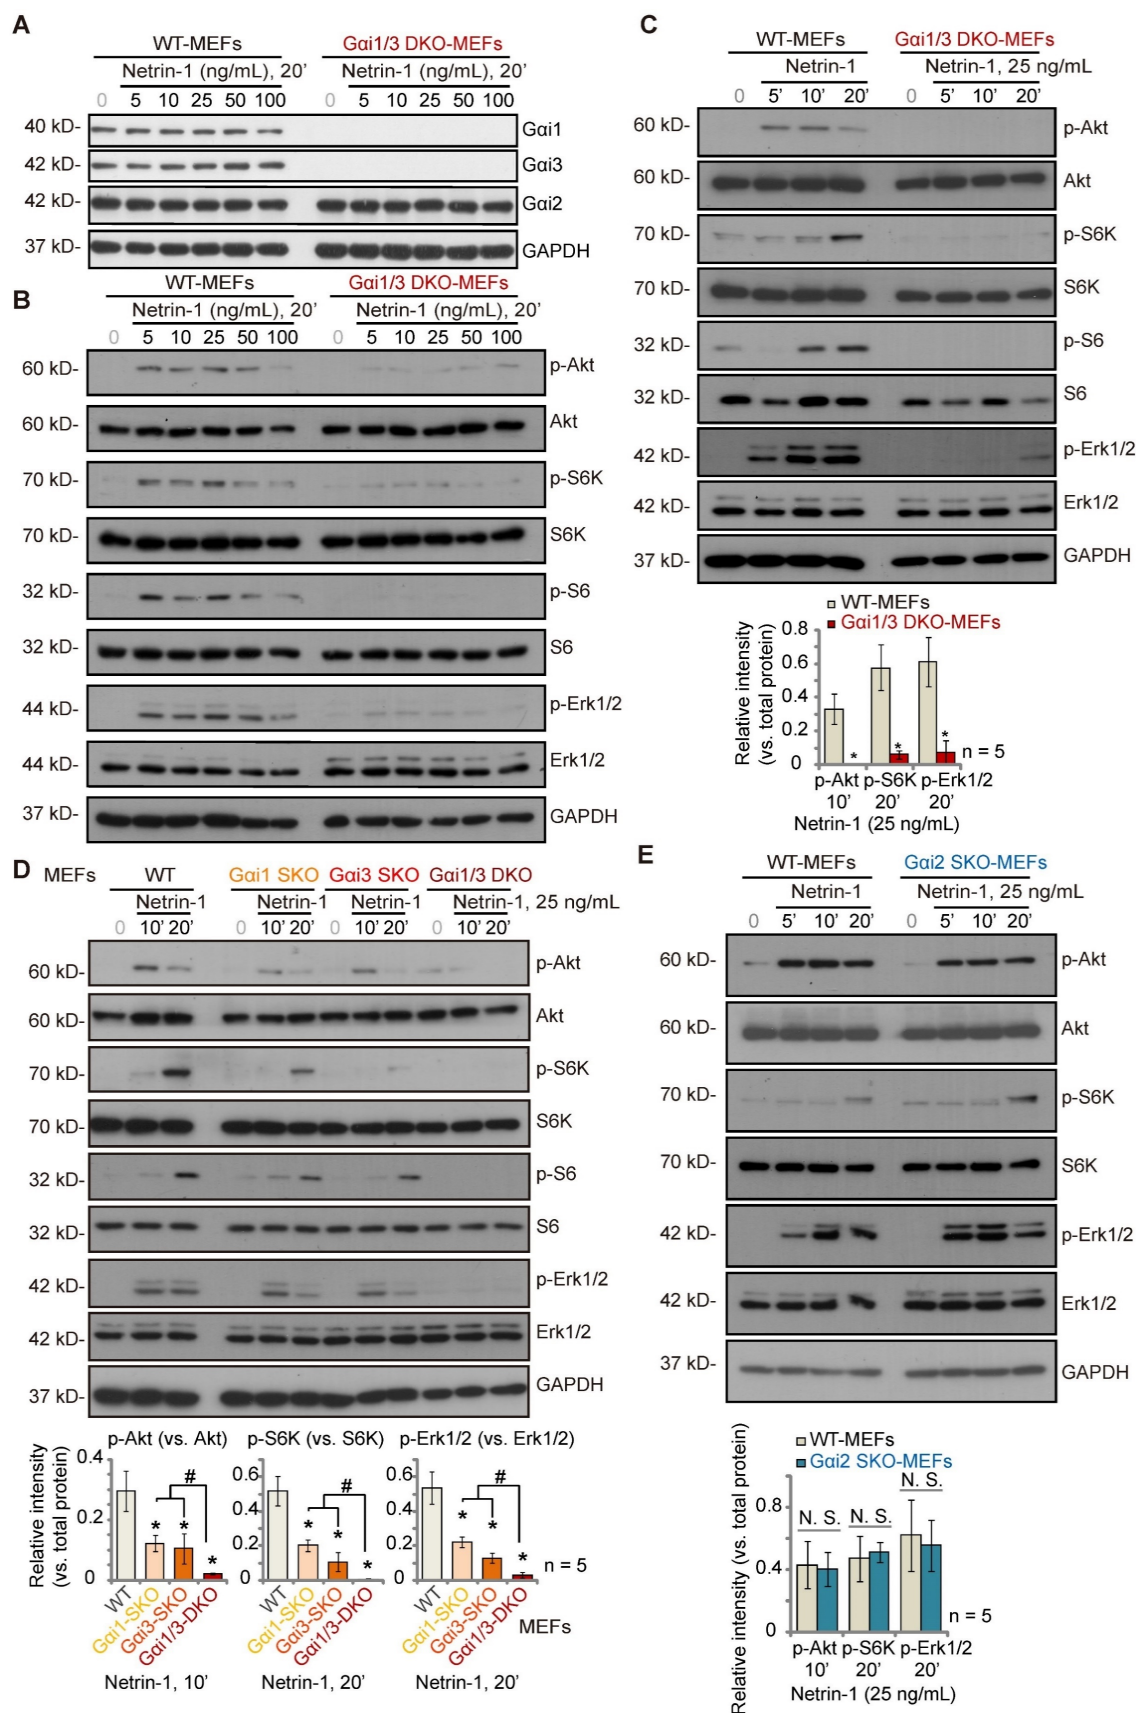 A
WT-MEFs
Gαi1/3 DKO-MEFs
Netrin-1 (ng/mL), 20’
Netrin-1 (ng/mL), 20’
0 5 10 25 50 100
0 5 10 25 50 100
40 kD-
Gαi1
42 kD-
Gαi3
42 kD-
Gαi2
37 kD-
GAPDH
B
WT-MEFs
Gαi1/3 DKO-MEFs
Netrin-1 (ng/mL), 20’
Netrin-1 (ng/mL), 20’
0 5 10 25 50 100
0 5 10 25 50 100
60 kD-
p-Akt
60 kD-
Akt
70 kD-
p-S6K
70 kD-
S6K
32 kD-
p-S6
32 kD-
S6
44 kD-
p-Erk1/2
44 kD-
Erk1/2
37 kD-
GAPDH
C
WT-MEFs
Gαi1/3 DKO-MEFs
Netrin-1
Netrin-1, 25 ng/mL
0 5’ 10’ 20’
0 5’ 10’ 20’
60 kD-
p-Akt
60 kD-
Akt
70 kD-
p-S6K
70 kD-
S6K
32 kD-
p-S6
32 kD-
S6
42 kD-
p-Erk1/2
42 kD-
Erk1/2
37 kD-
GAPDH
WT-MEFs
Gαi1/3 DKO-MEFs
Relative intensity
(vs. total protein)
0.8
0.6
0.4
0.2
0
*
*
*
n = 5
p-Akt p-S6K p-Erk1/2
10’ 20’ 20’
Netrin-1 (25 ng/mL)
D
MEFs
WT
Gαi1 SKO
Gαi3 SKO
Gαi1/3 DKO
Netrin-1
Netrin-1
Netrin-1
Netrin-1, 25 ng/mL
0 10’ 20’
0 10’ 20’
0 10’ 20’
0 10’ 20’
60 kD-
p-Akt
60 kD-
Akt
70 kD-
p-S6K
70 kD-
S6K
32 kD-
p-S6
32 kD-
S6
42 kD-
p-Erk1/2
42 kD-
Erk1/2
37 kD-
GAPDH
Relative intensity
(vs. total protein)
p-Akt (vs. Akt)
0.4
0.2
0
*
*
#
*
WT
Gαi1-SKO
Gαi3-SKO
Gαi1/3-DKO
Netrin-1, 10’
p-S6K (vs. S6K)
0.6
0.4
0.2
0
*
*
#
*
WT
Gαi1-SKO
Gαi3-SKO
Gαi1/3-DKO
Netrin-1, 20’
p-Erk1/2 (vs. Erk1/2)
0.6
0.4
0.2
0
*
*
#
*
n = 5
WT
Gαi1-SKO
Gαi3-SKO
Gαi1/3-DKO
MEFs
Netrin-1, 20’
E
WT-MEFs
Gαi2 SKO-MEFs
Netrin-1
Netrin-1, 25 ng/mL
0 5’ 10’ 20’
0 5’ 10’ 20’
60 kD-
p-Akt
60 kD-
Akt
70 kD-
p-S6K
70 kD-
S6K
42 kD-
p-Erk1/2
42 kD-
Erk1/2
37 kD-
GAPDH
WT-MEFs
Gαi2 SKO-MEFs
Relative intensity (vs. total protein)
0.8
0.4
0
N. S.
N. S.
N. S.
n = 5
p-Akt p-S6K p-Erk1/2
10’ 20’ 20’
Netrin-1 (25 ng/mL)